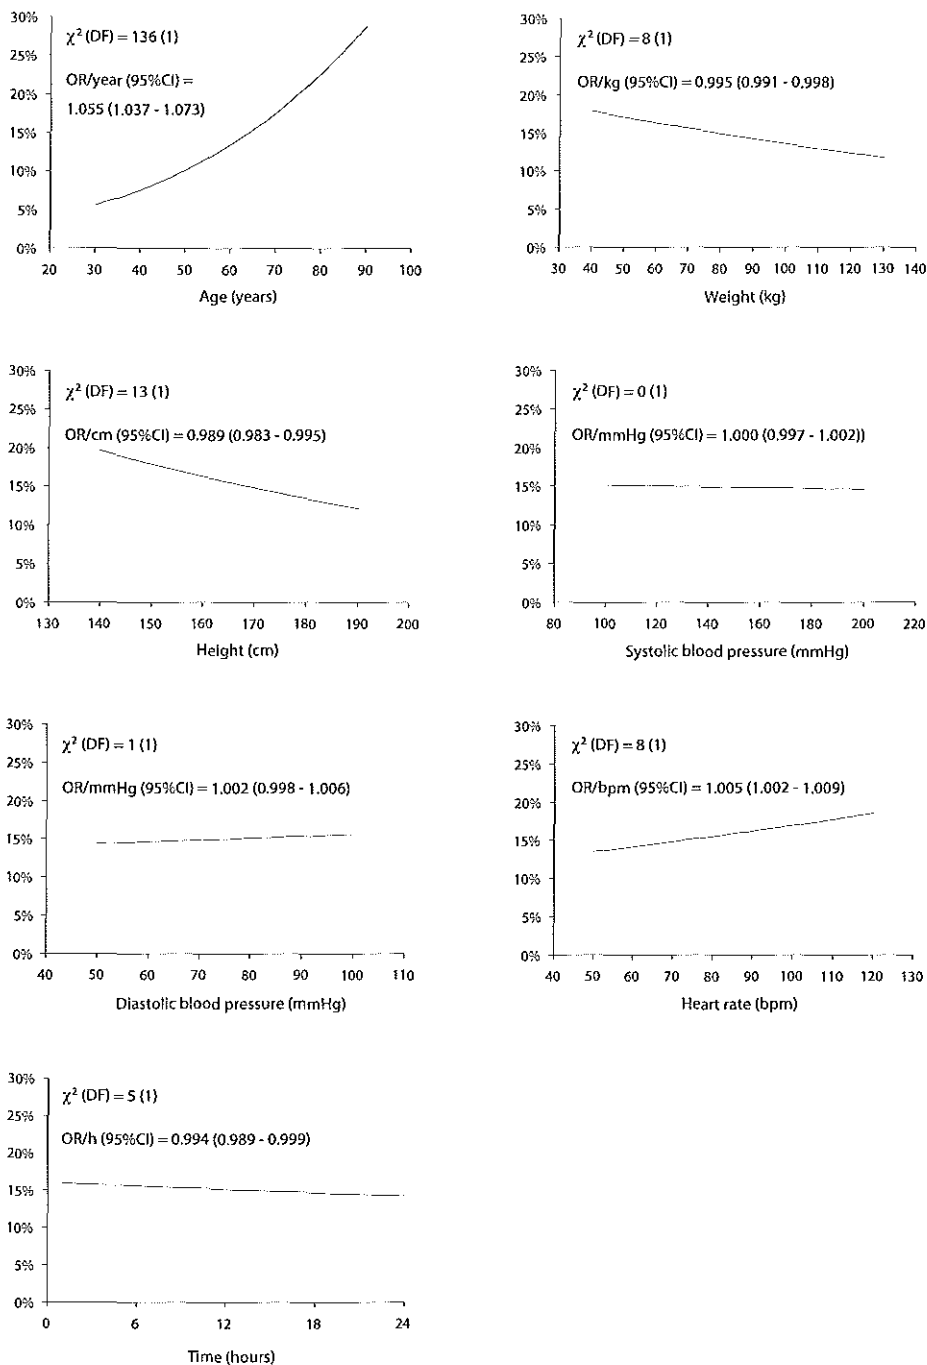 30%
25%
20%
15%
10%
5%
0%
χ² (DF) = 136 (1)
OR/year (95%CI) =
1.055 (1.037 - 1.073)
20 30 40 50 60 70 80 90 100
Age (years)
30%
25%
20%
15%
10%
5%
0%
χ² (DF) = 8 (1)
OR/kg (95%CI) = 0.995 (0.991 - 0.998)
30 40 50 60 70 80 90 100 110 120 130 140
Weight (kg)
30%
25%
20%
15%
10%
5%
0%
χ² (DF) = 13 (1)
OR/cm (95%CI) = 0.989 (0.983 - 0.995)
130 140 150 160 170 180 190 200
Height (cm)
30%
25%
20%
15%
10%
5%
0%
χ² (DF) = 0 (1)
OR/mmHg (95%CI) = 1.000 (0.997 - 1.002))
80 100 120 140 160 180 200 220
Systolic blood pressure (mmHg)
30%
25%
20%
15%
10%
5%
0%
χ² (DF) = 1 (1)
OR/mmHg (95%CI) = 1.002 (0.998 - 1.006)
40 50 60 70 80 90 100 110
Diastolic blood pressure (mmHg)
30%
25%
20%
15%
10%
5%
0%
χ² (DF) = 8 (1)
OR/bpm (95%CI) = 1.005 (1.002 - 1.009)
40 50 60 70 80 90 100 110 120 130
Heart rate (bpm)
30%
25%
20%
15%
10%
5%
0%
χ² (DF) = 5 (1)
OR/h (95%CI) = 0.994 (0.989 - 0.999)
0 6 12 18 24
Time (hours)